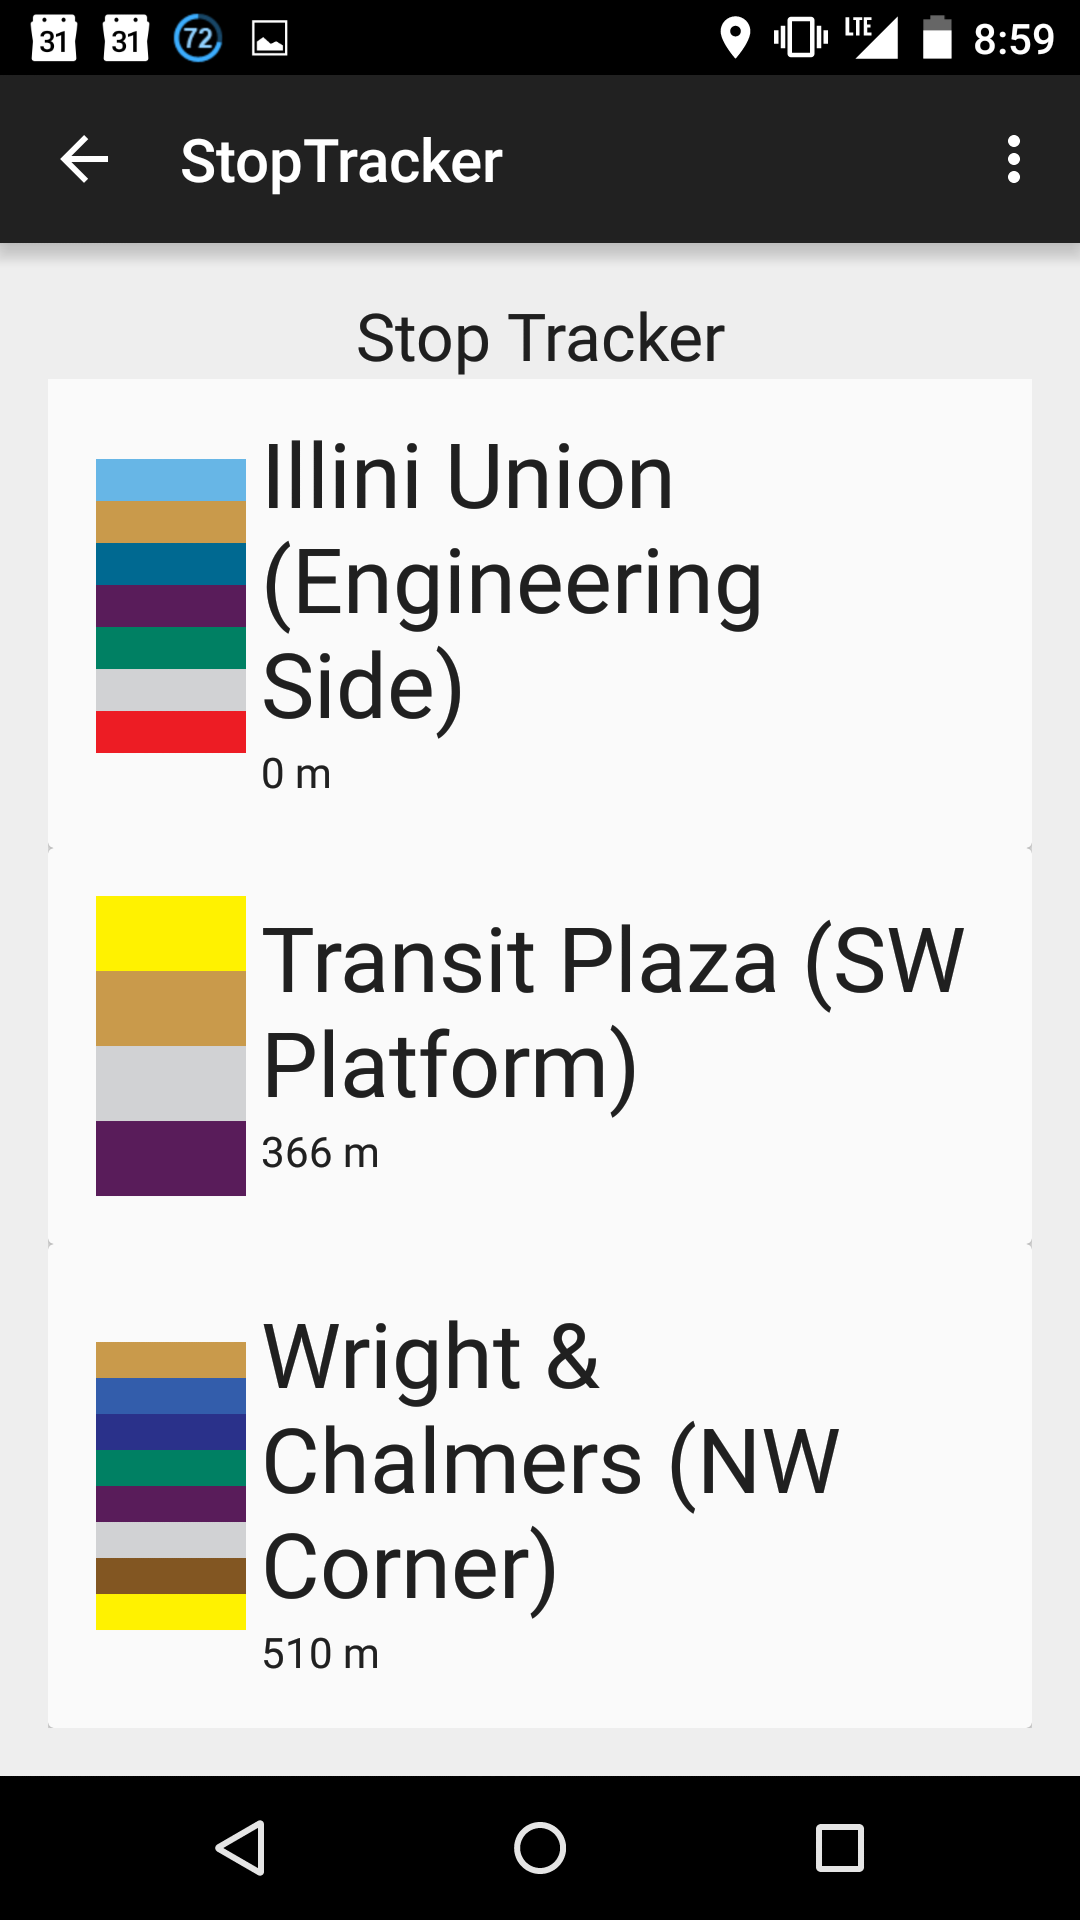 31 31 72 LTE 8:59
StopTracker
Stop Tracker
Illini Union
(Engineering
Side)
0 m
Transit Plaza (SW
Platform)
366 m
Wright &
Chalmers (NW
Corner)
510 m